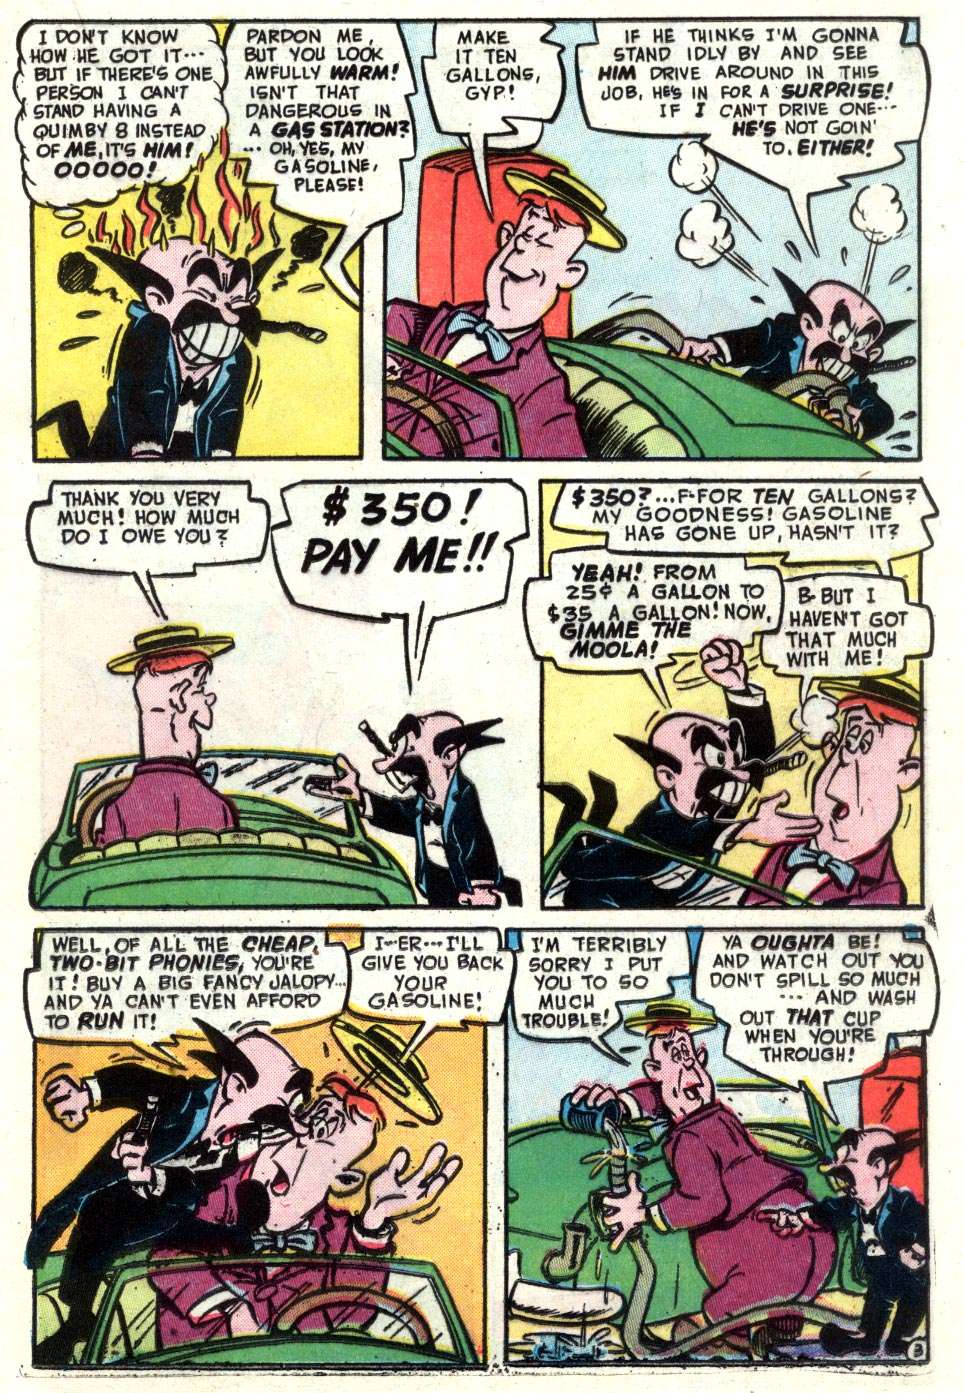 I DON'T KNOW
HOW HE GOT IT---
BUT IF THERE'S ONE
PERSON I CAN'T
STAND HAVING A
QUIMBY 8 INSTEAD
OF ME, IT'S HIM!
OOOOO!
PARDON ME,
BUT YOU LOOK
AWFULLY WARM!
ISN'T THAT
DANGEROUS IN
A GAS STATION?
--- OH, YES, MY
GASOLINE,
PLEASE!
MAKE
IT TEN
GALLONS,
GYP!
IF HE THINKS I'M GONNA
STAND IDLY BY AND SEE
HIM DRIVE AROUND IN THIS
JOB, HE'S IN FOR A SURPRISE!
IF I CAN'T DRIVE ONE---
HE'S NOT GOIN'
TO. EITHER!
THANK YOU VERY
MUCH! HOW MUCH
DO I OWE YOU?
$350!
PAY ME!!
$350?...F-FOR TEN GALLONS?
MY GOODNESS! GASOLINE
HAS GONE UP, HASN'T IT?
YEAH! FROM
25¢ A GALLON TO
$35 A GALLON! NOW,
GIMME THE
MOOLA!
B-BUT I
HAVEN'T GOT
THAT MUCH
WITH ME!
WELL, OF ALL THE CHEAP,
TWO-BIT PHONIES, YOU'RE
IT! BUY A BIG FANCY JALOPY...
AND YA CAN'T EVEN AFFORD
TO RUN IT!
I--ER---I'LL
GIVE YOU BACK
YOUR
GASOLINE!
I'M TERRIBLY
SORRY I PUT
YOU TO SO
MUCH
TROUBLE!
YA OUGHTA BE!
AND WATCH OUT YOU
DON'T SPILL SO MUCH
--- AND WASH
OUT THAT CUP
WHEN YOU'RE
THROUGH!
3